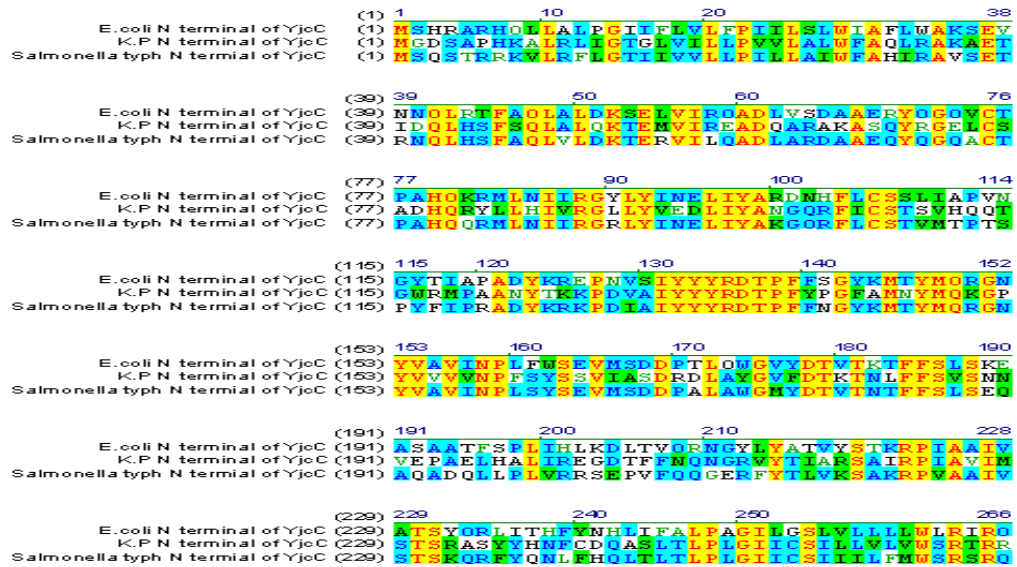 (1) 1 10 20 38
E.coli N terminal of YjcC (1) MSHRARHQLLALPGIIFLVLFPIILSLWIAFLWAKSEV
K.P N terminal of YjcC (1) MGDSAPHKALRLIGTGLVILLPVVLALWFAQLRAKAET
Salmonella typh N termial of YjcC (1) MSQSTRRKVLRFLGTIIVVLLPILLAIWFAHIRAVSET
(39) 39 50 60 76
E.coli N terminal of YjcC (39) NNQLRTFAQLALDKSELVIRQADLVSDAAERYQGQVCT
K.P N terminal of YjcC (39) IDQLHSFSQLALQKTEMVIREADQARAKASQYRGELCS
Salmonella typh N termial of YjcC (39) RNQLHSFAQLVLDKTERVILQADLARDAAEQYQGQACT
(77) 77 90 100 114
E.coli N terminal of YjcC (77) PAHQKRMLNIIRGYLYINELIYARDNHFLCSSLIAPVN
K.P N terminal of YjcC (77) ADHQRYLLHIVRGLLYVEDLIYANGQRFICSTSVHQQT
Salmonella typh N termial of YjcC (77) PAHQQRMLNIIRGRLYINELIYAKGQRFLCSTVMTPTS
(115) 115 120 130 140 152
E.coli N terminal of YjcC (115) GYTIAPADYKREPNVSIYYYRDTPFFSGYKMTYMQRGN
K.P N terminal of YjcC (115) GWRMPAANYTKKPDVAIYYYRDTPFYPGFAMNYMQKGP
Salmonella typh N termial of YjcC (115) PYFIPRADYKRKPDIAIYYYRDTPFFNGYKMTYMQRGN
(153) 153 160 170 180 190
E.coli N terminal of YjcC (153) YVAVINPLFWSEVMSDDPTLQWGVYDTVTKTFFSLSKE
K.P N terminal of YjcC (153) YVVVVNPFSYSSVIASDRDLAYGVFDTKTNLFFSVSNN
Salmonella typh N termial of YjcC (153) YVAVINPLSYSEVMSDDPALAWGMYDTVTNTFFSLSEQ
(191) 191 200 210 228
E.coli N terminal of YjcC (191) ASAATFSPLIHLKDLTVQRNGYLYATVYSTKRPIAAIV
K.P N terminal of YjcC (191) VEPAELHALIREGDTFFNQNGRVYTIARSAIRPIAVIM
Salmonella typh N termial of YjcC (191) AQADQLLPLVRRSEPVFQQGERFYTLVKSAKRPVAAIV
(229) 229 240 250 266
E.coli N terminal of YjcC (229) ATSYQRLITHFYNHLIFALPAGILGSLVLLLLWLRIRQ
K.P N terminal of YjcC (229) STSRASYYHNFCDQASLTLPLGIICSILLVLVWSRTRR
Salmonella typh N termial of YjcC (229) STSKQRFYQNLFHQLTLTLPLGIICSIIILFMWSRSRQ